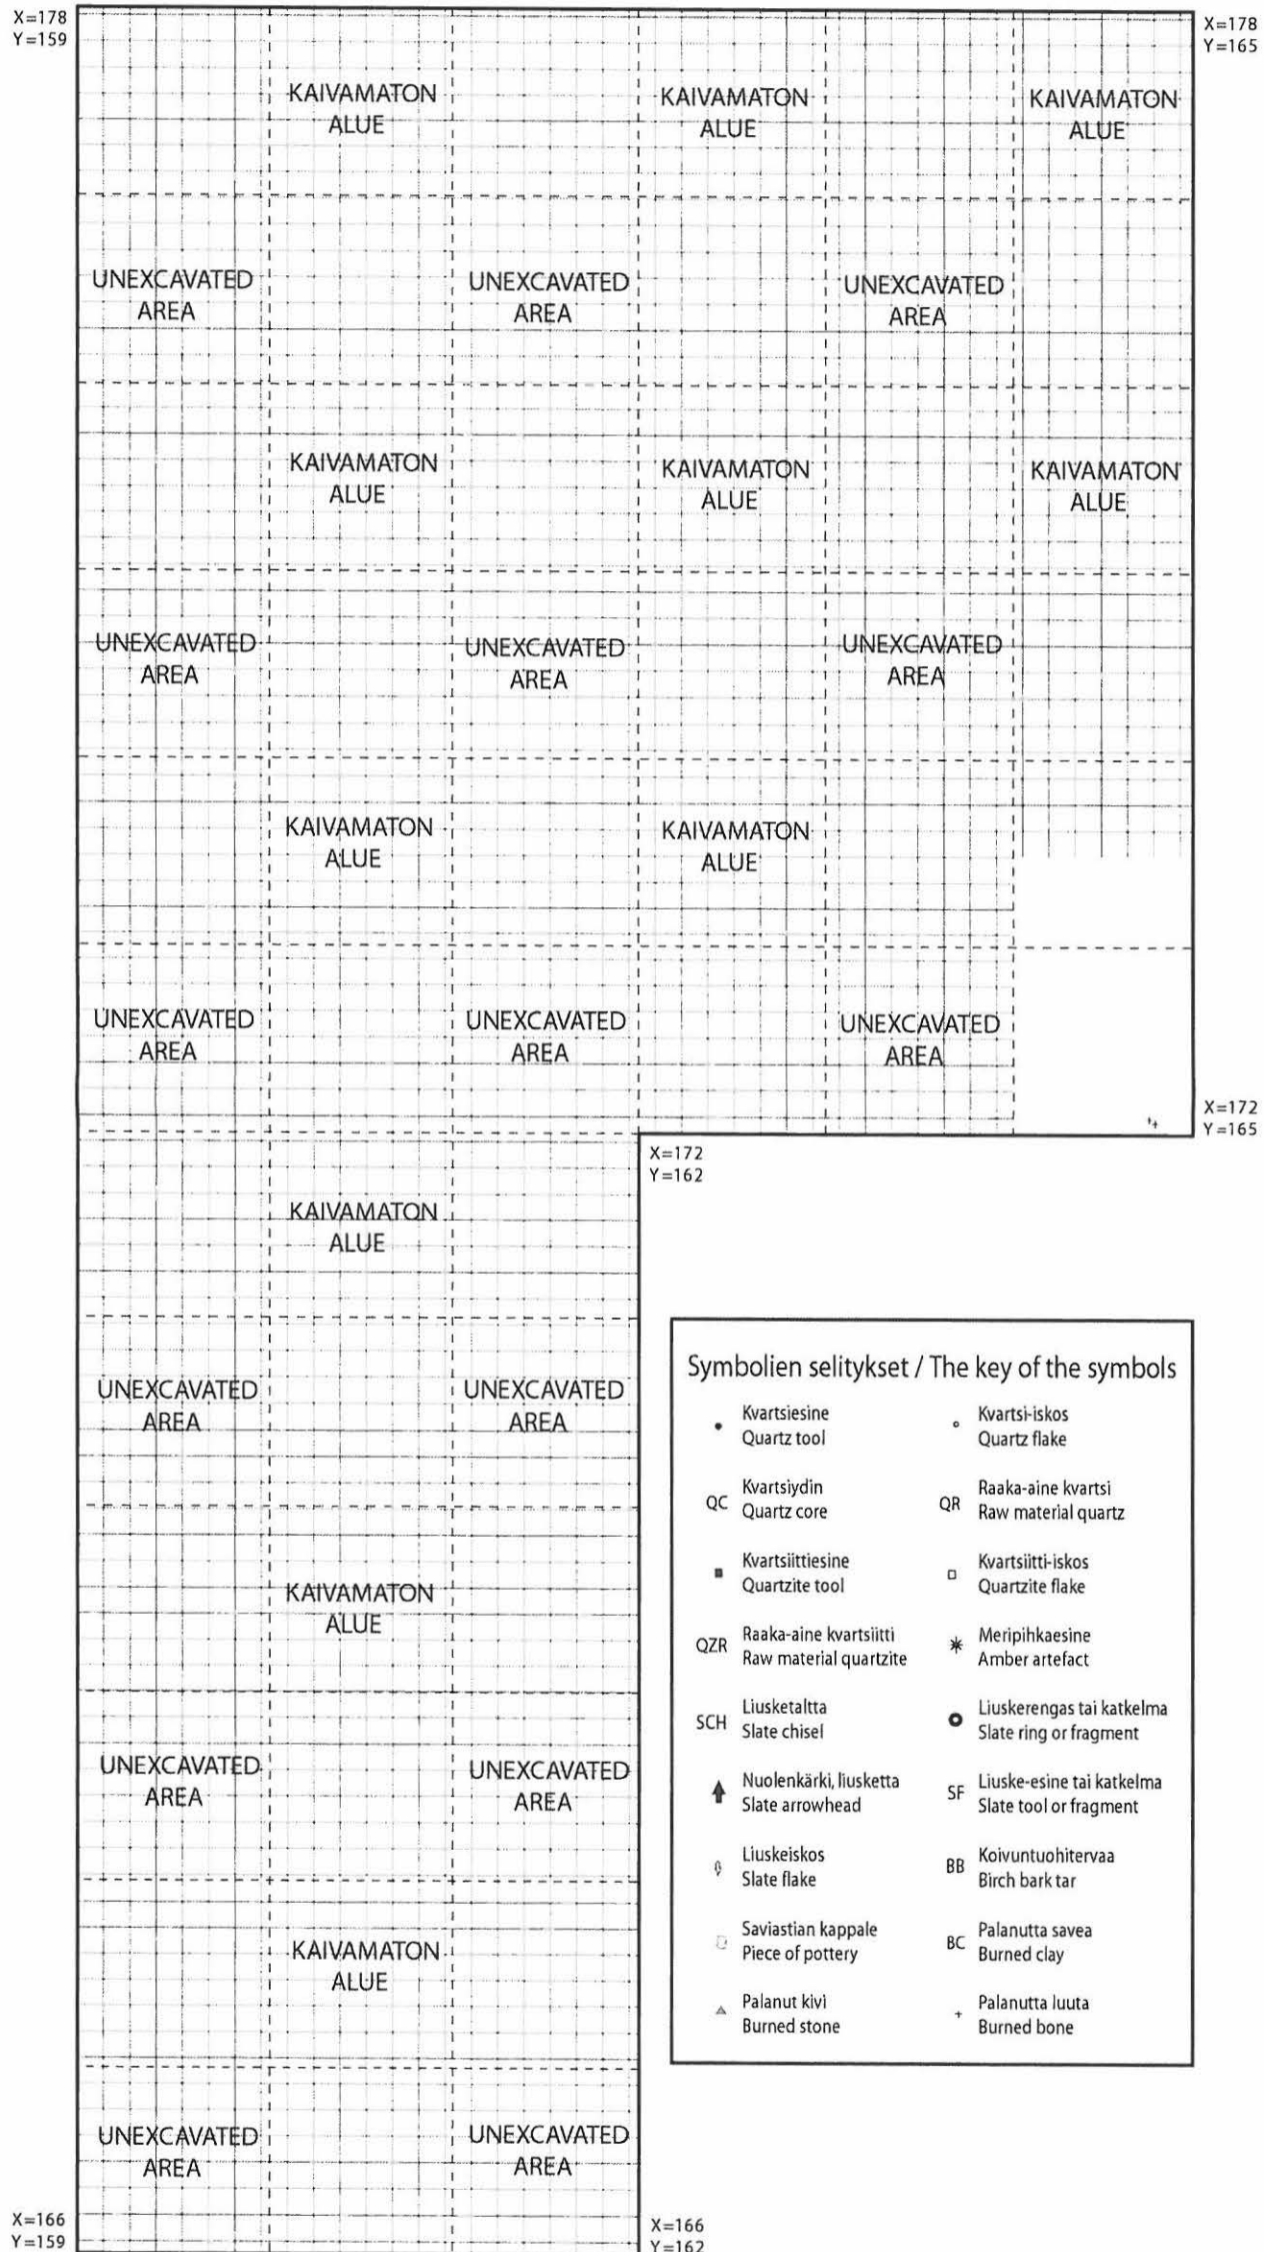 X=178
Y=159
X=178
Y=165
KAIVAMATON
ALUE
KAIVAMATON
ALUE
KAIVAMATON
ALUE
UNEXCAVATED
AREA
UNEXCAVATED
AREA
UNEXCAVATED
AREA
KAIVAMATON
ALUE
KAIVAMATON
ALUE
KAIVAMATON
ALUE
UNEXCAVATED
AREA
UNEXCAVATED
AREA
UNEXCAVATED
AREA
KAIVAMATON
ALUE
KAIVAMATON
ALUE
UNEXCAVATED
AREA
UNEXCAVATED
AREA
UNEXCAVATED
AREA
X=172
Y=165
X=172
Y=162
KAIVAMATON
ALUE
UNEXCAVATED
AREA
UNEXCAVATED
AREA
KAIVAMATON
ALUE
UNEXCAVATED
AREA
UNEXCAVATED
AREA
KAIVAMATON
ALUE
UNEXCAVATED
AREA
UNEXCAVATED
AREA
X=166
Y=159
X=166
Y=162
Symbolien selitykset / The key of the symbols
Kvartsiesine
Quartz tool
Kvartsi-iskos
Quartz flake
QC
Kvartsiydin
Quartz core
QR
Raaka-aine kvartsi
Raw material quartz
Kvartsiittiesine
Quartzite tool
Kvartsiitti-iskos
Quartzite flake
QZR
Raaka-aine kvartsiitti
Raw material quartzite
Meripihkaesine
Amber artefact
SCH
Liusketaltta
Slate chisel
Liuskerengas tai katkelma
Slate ring or fragment
Nuolenkärki, liusketta
Slate arrowhead
SF
Liuske-esine tai katkelma
Slate tool or fragment
Liuskeiskos
Slate flake
BB
Koivuntuohitervaa
Birch bark tar
Saviastian kappale
Piece of pottery
BC
Palanutta savea
Burned clay
Palanut kivi
Burned stone
Palanutta luuta
Burned bone